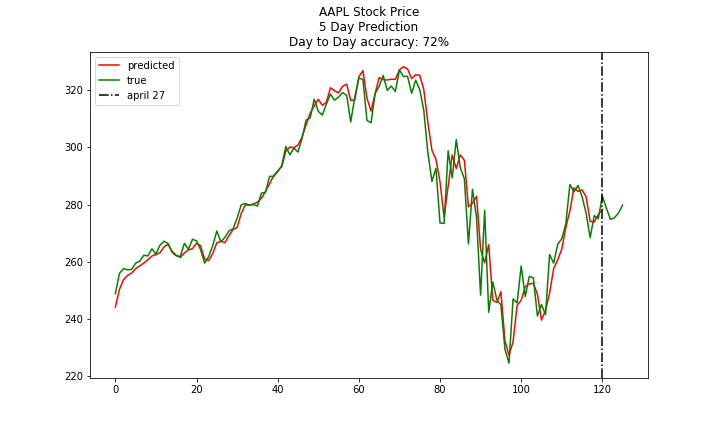 AAPL Stock Price
5 Day Prediction
Day to Day accuracy: 72%
predicted
true
april 27
320
300
280
260
240
220
0
20
40
60
80
100
120